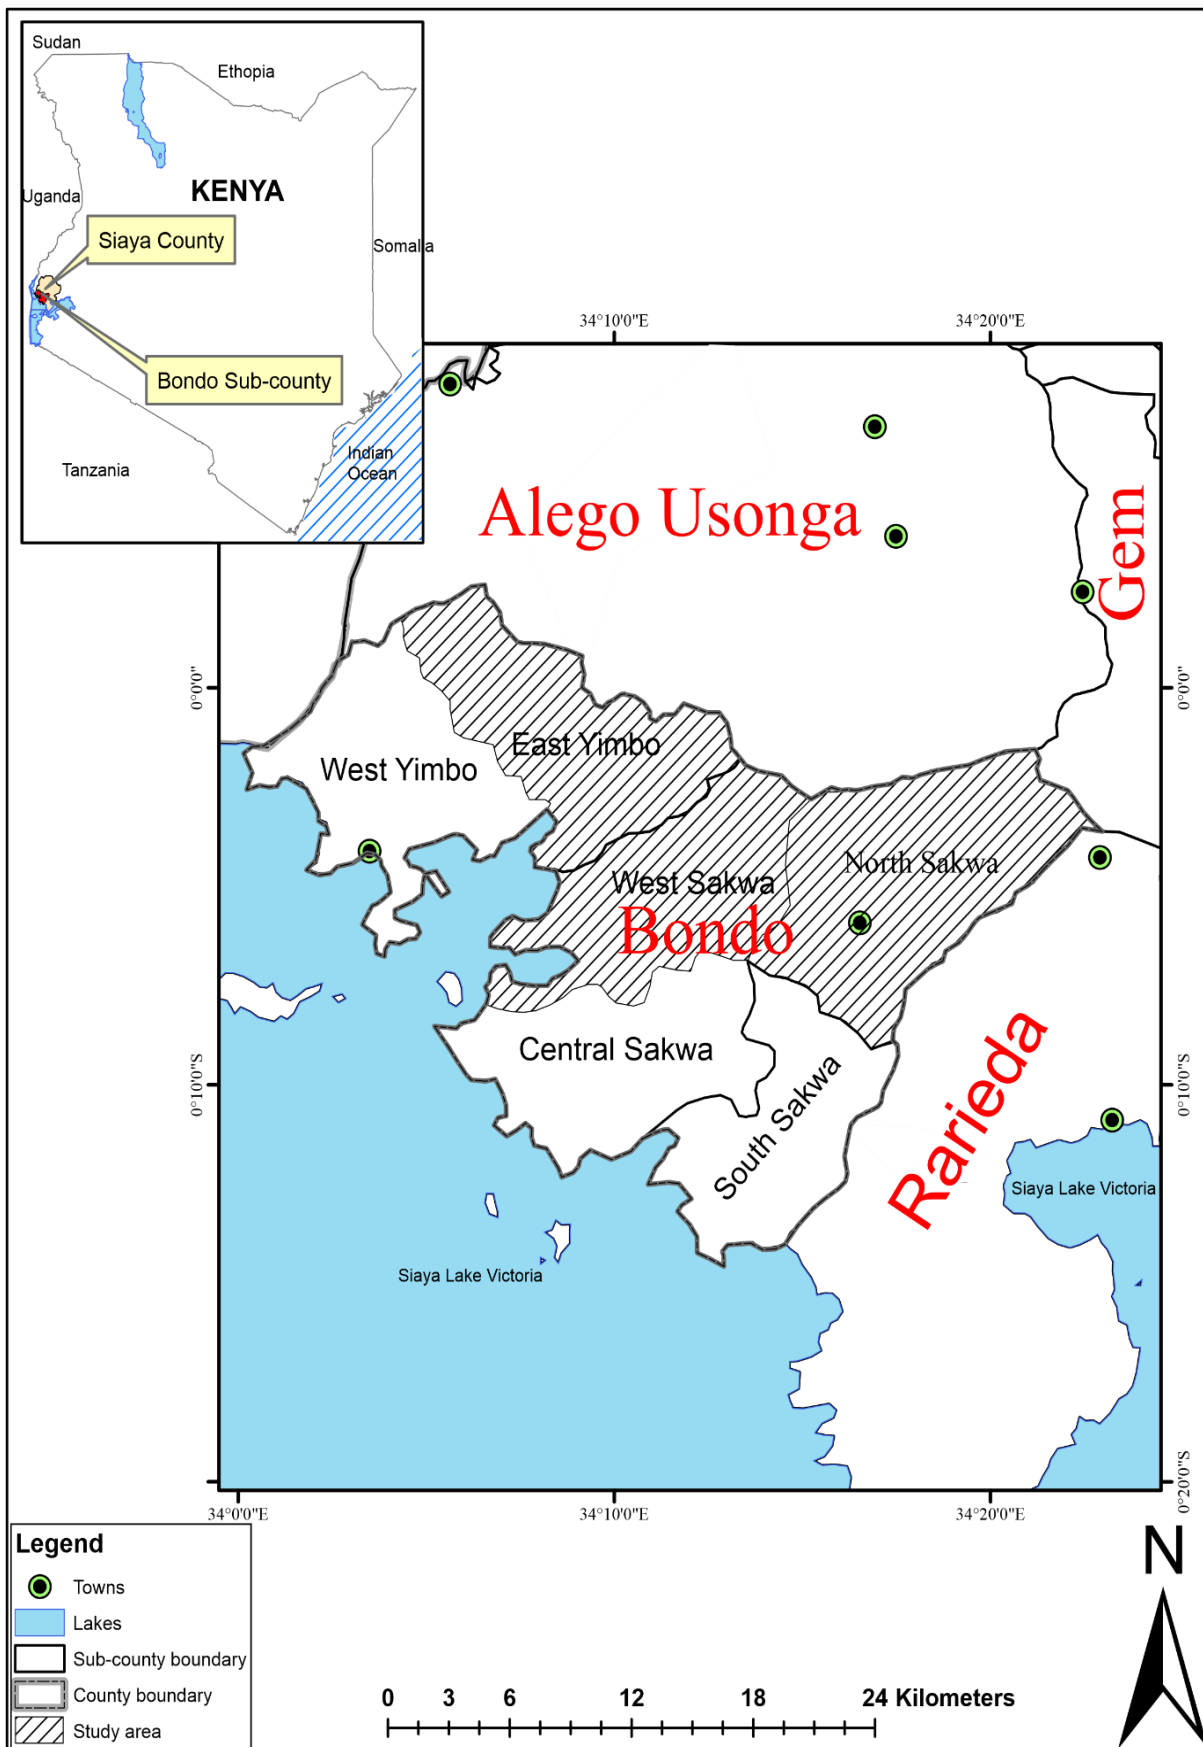 Sudan
Ethiopia
Uganda
KENYA
Siaya County
Somalia
Bondo Sub-county
Indian
Ocean
Tanzania
34°10'0"E
34°20'0"E
Alego Usonga
Gem
0°0'0"
0°0'0"
East Yimbo
West Yimbo
North Sakwa
West Sakwa
Bondo
Central Sakwa
South Sakwa
Rarieda
0°10'0"S
0°10'0"S
Siaya Lake Victoria
Siaya Lake Victoria
0°20'0"S
34°0'0"E
34°10'0"E
34°20'0"E
Legend
Towns
Lakes
Sub-county boundary
County boundary
Study area
0 3 6 12 18 24 Kilometers
N